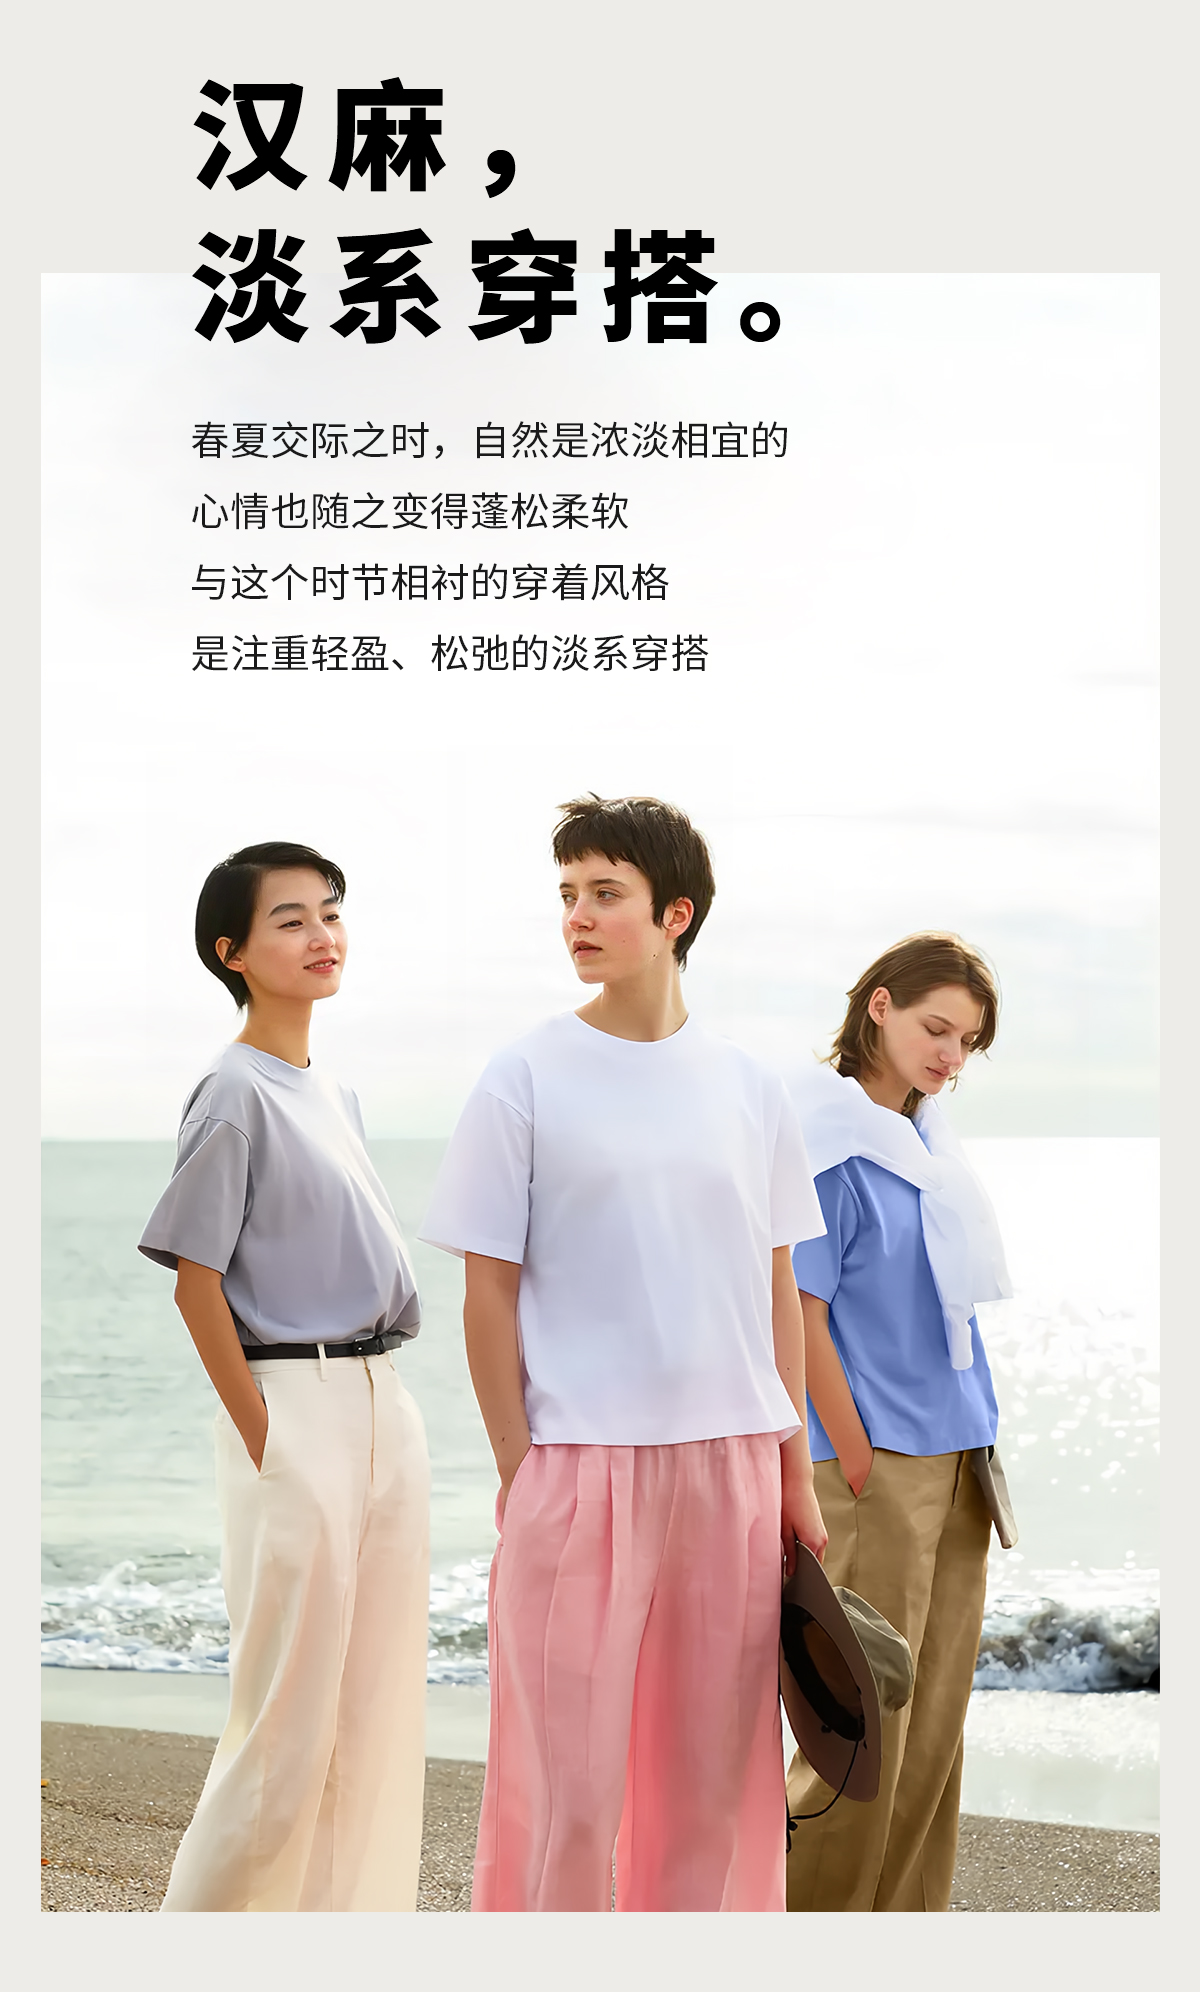 汉麻，
淡系穿搭。
春夏交际之时，自然是浓淡相宜的
心情也随之变得蓬松柔软
与这个时节相衬的穿着风格
是注重轻盈、松弛的淡系穿搭